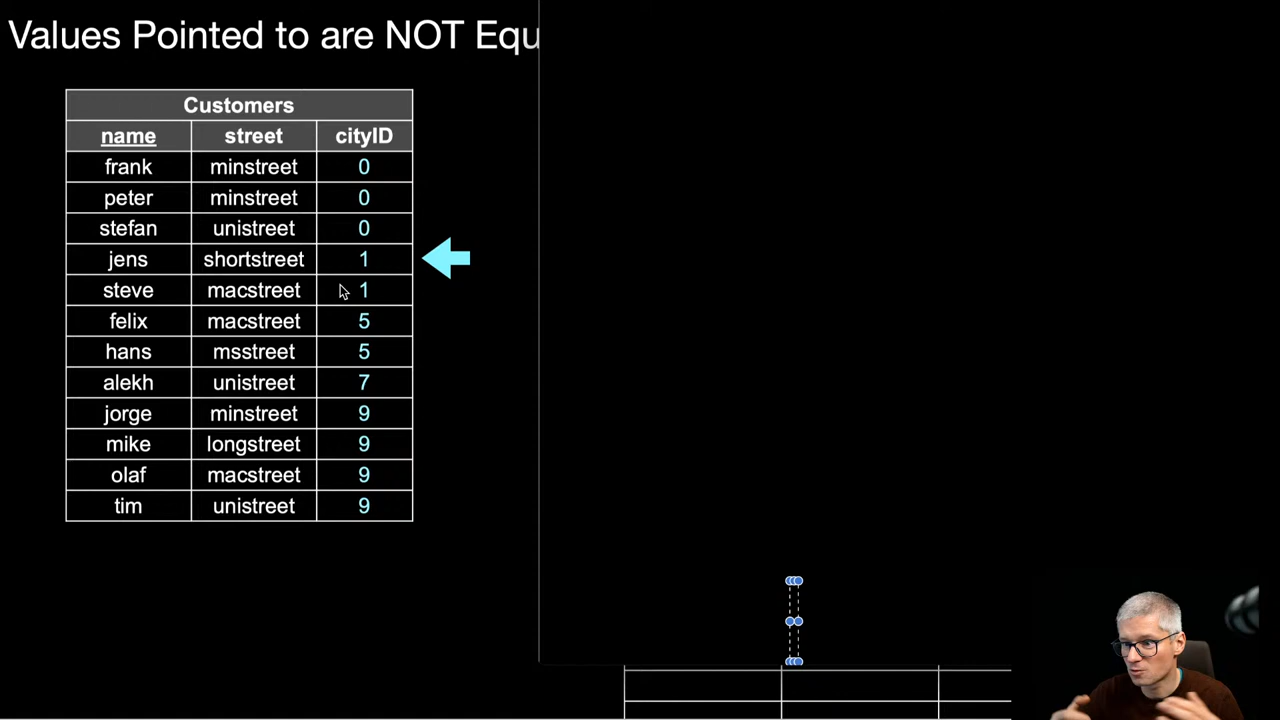 Values Pointed to are NOT Equ
Customers
name street cityID
frank minstreet 0
peter minstreet 0
stefan unistreet 0
jens shortstreet 1
steve macstreet 1
felix macstreet 5
hans msstreet 5
alekh unistreet 7
jorge minstreet 9
mike longstreet 9
olaf macstreet 9
tim unistreet 9